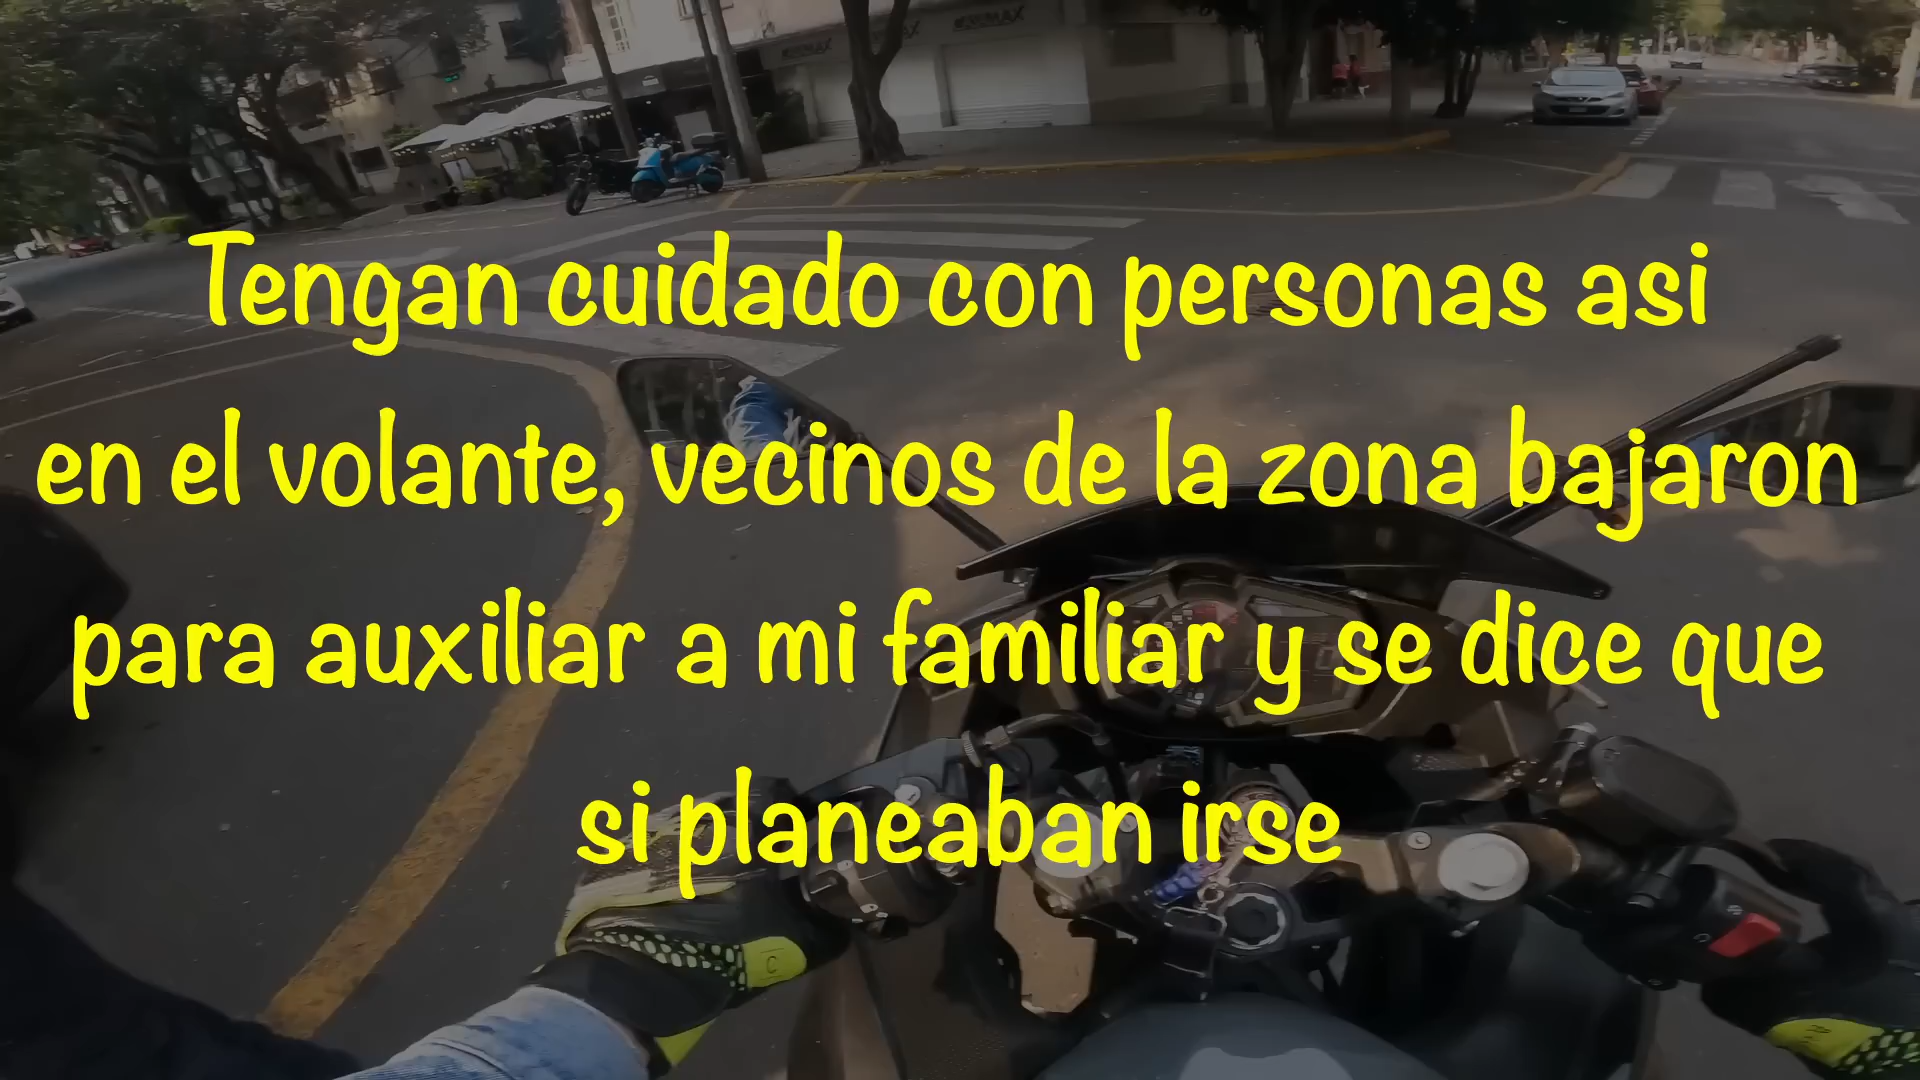 Tengan cuidado con personas asi
en el volante, vecinos de la zona bajaron
para auxiliar a mi familiar y se dice que
si planeaban irse